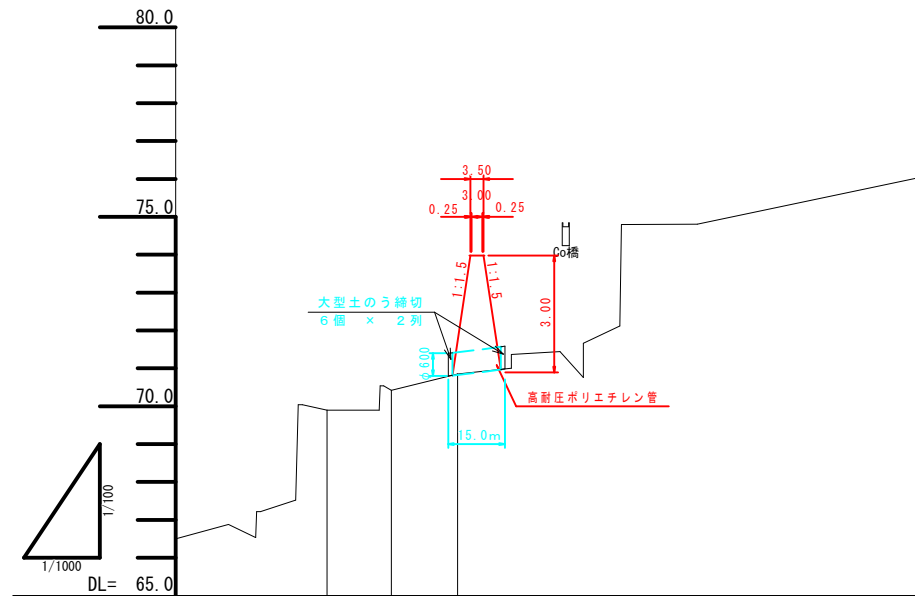 80.0
3.50
3.00
75.0
0.25
0.25
Co橋
1:1.5
1:1.5
3.00
大型土のう締切
6個 × 2列
φ600
高耐圧ポリエチレン管
70.0
15.0m
1/100
1/1000
DL= 65.0